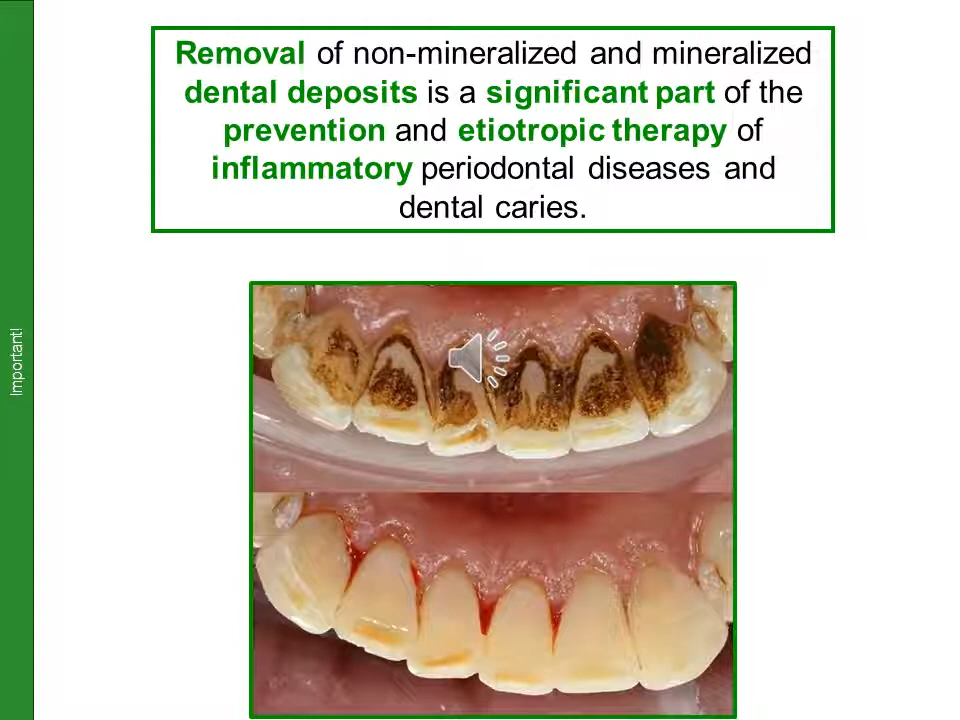 Removal of non-mineralized and mineralized
dental deposits is a significant part of the
prevention and etiotropic therapy of
inflammatory periodontal diseases and
dental caries.
Important!